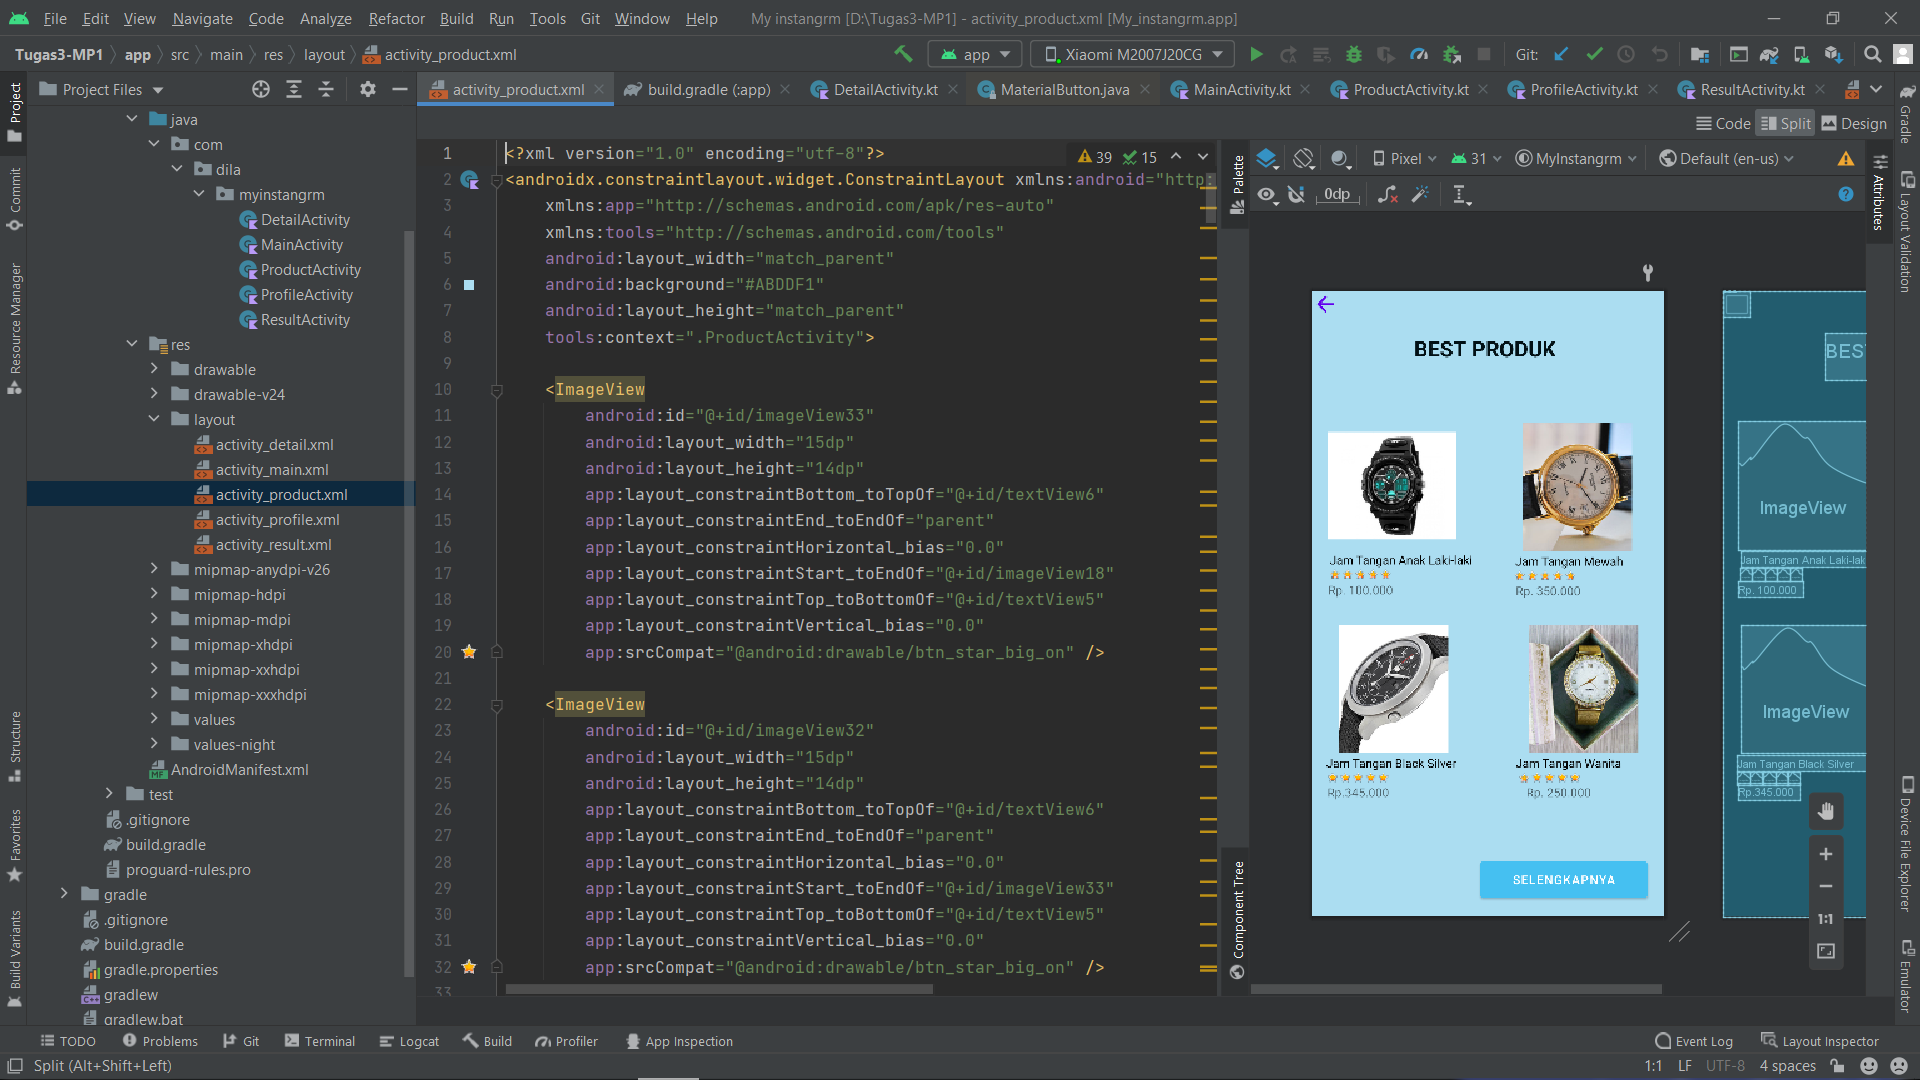 File Edit View Navigate Code Analyze Refactor Build Run Tools Git Window Help My instangrm [D:\Tugas3-MP1] - activity_product.xml [My_instangrm.app]
Tugas3-MP1 app src main res layout activity_product.xml
app
Xiaomi M2007J20CG
Git:
Project
Commit
Resource Manager
Structure
Favorites
Build Variants
Project Files
java
com
dila
myinstangrm
DetailActivity
MainActivity
ProductActivity
ProfileActivity
ResultActivity
res
drawable
drawable-v24
layout
activity_detail.xml
activity_main.xml
activity_product.xml
activity_profile.xml
activity_result.xml
mipmap-anydpi-v26
mipmap-hdpi
mipmap-mdpi
mipmap-xhdpi
mipmap-xxhdpi
mipmap-xxxhdpi
values
values-night
AndroidManifest.xml
test
.gitignore
build.gradle
proguard-rules.pro
gradle
.gitignore
build.gradle
gradle.properties
gradlew
gradlew.bat
activity_product.xml build.gradle (:app) DetailActivity.kt MaterialButton.java MainActivity.kt ProductActivity.kt ProfileActivity.kt ResultActivity.kt
Code Split Design
39 15
1 <?xml version="1.0" encoding="utf-8"?>
2 <androidx.constraintlayout.widget.ConstraintLayout xmlns:android="http:
3 xmlns:app="http://schemas.android.com/apk/res-auto"
4 xmlns:tools="http://schemas.android.com/tools"
5 android:layout_width="match_parent"
6 android:background="#ABDDF1"
7 android:layout_height="match_parent"
8 tools:context=".ProductActivity">
9
10 <ImageView
11 android:id="@+id/imageView33"
12 android:layout_width="15dp"
13 android:layout_height="14dp"
14 app:layout_constraintBottom_toTopOf="@+id/textView6"
15 app:layout_constraintEnd_toEndOf="parent"
16 app:layout_constraintHorizontal_bias="0.0"
17 app:layout_constraintStart_toEndOf="@+id/imageView18"
18 app:layout_constraintTop_toBottomOf="@+id/textView5"
19 app:layout_constraintVertical_bias="0.0"
20 app:srcCompat="@android:drawable/btn_star_big_on" />
21
22 <ImageView
23 android:id="@+id/imageView32"
24 android:layout_width="15dp"
25 android:layout_height="14dp"
26 app:layout_constraintBottom_toTopOf="@+id/textView6"
27 app:layout_constraintEnd_toEndOf="parent"
28 app:layout_constraintHorizontal_bias="0.0"
29 app:layout_constraintStart_toEndOf="@+id/imageView33"
30 app:layout_constraintTop_toBottomOf="@+id/textView5"
31 app:layout_constraintVertical_bias="0.0"
32 app:srcCompat="@android:drawable/btn_star_big_on" />
33
Palette
Component Tree
Pixel 31 MyInstangrm Default (en-us)
0dp
BEST PRODUK
Jam Tangan Anak Laki-laki
Rp. 100.000
Jam Tangan Mewah
Rp. 350.000
Jam Tangan Black Silver
Rp.345.000
Jam Tangan Wanita
Rp. 250.000
SELENGKAPNYA
BES
ImageView
Jam Tangan Anak Laki-lak
Rp. 100.000
ImageView
Jam Tangan Black Silver
Rp.345.000
1:1
Attributes
Gradle
Layout Validation
Device File Explorer
Emulator
TODO Problems Git Terminal Logcat Build Profiler App Inspection Event Log Layout Inspector
Split (Alt+Shift+Left) 1:1 LF UTF-8 4 spaces